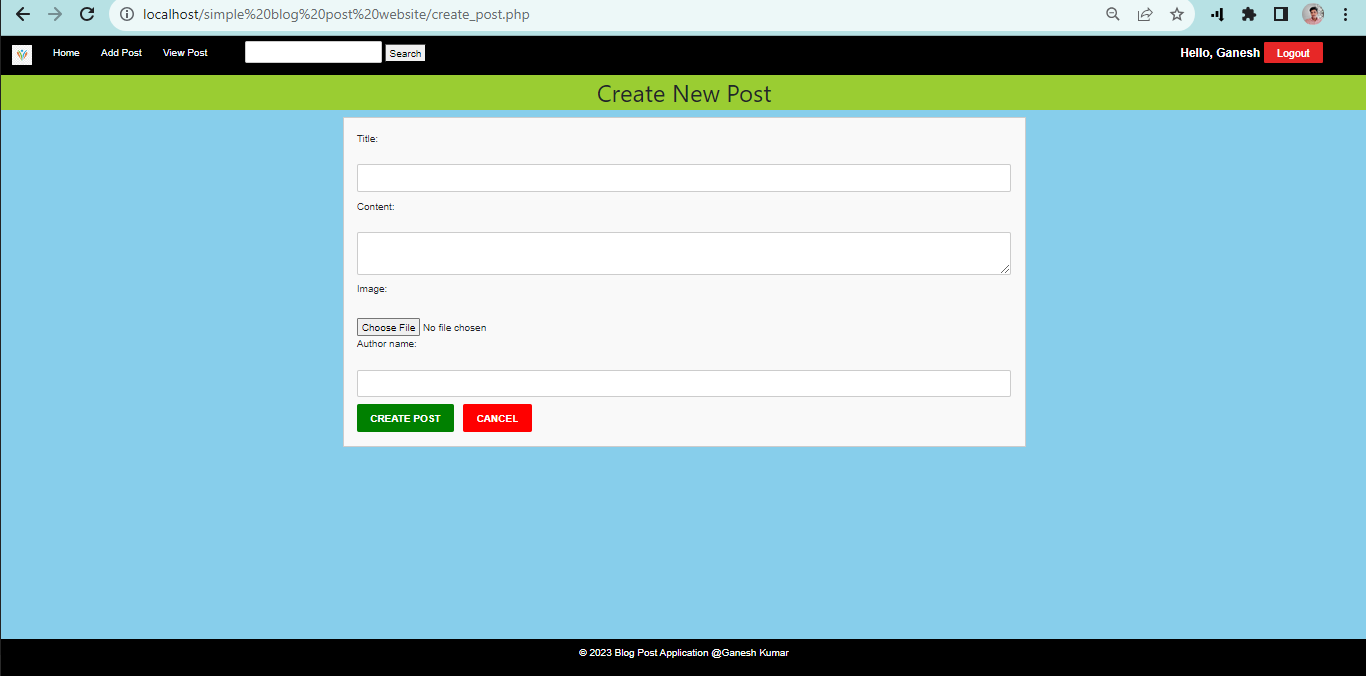 localhost/simple%20blog%20post%20website/create_post.php
Home Add Post View Post Search Hello, Ganesh Logout
Create New Post
Title:
Content:
Image:
Choose File No file chosen
Author name:
CREATE POST CANCEL
© 2023 Blog Post Application @Ganesh Kumar